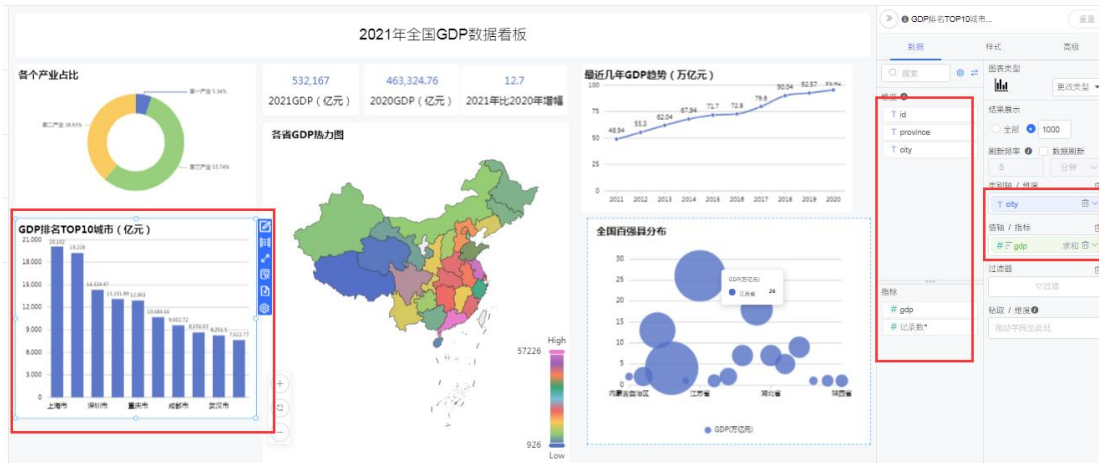 2021年全国GDP数据看板
各个产业占比
第一产业 5.34%
第二产业 38.93%
第三产业 55.74%
532,167
2021GDP（亿元）
463,324.76
2020GDP（亿元）
12.7
2021年比2020年增幅
各省GDP热力图
High
57226
926
Low
最近几年GDP趋势（万亿元）
100
75
50
25
0
48.94
55.3
62.04
67.94
71.7
72.8
79.8
90.04
92.57
2011 2012 2013 2014 2015 2016 2017 2018 2019 2020
GDP排名TOP10城市（亿元）
21,000
18,000
15,000
12,000
9,000
6,000
3,000
0
20,102
19,228
14,324.47
13,131.89
12,903
10,084.66
9,602.72
8,650.03
8,251.5
7,622.77
上海市 深圳市 重庆市 成都市 武汉市
全国百强县分布
30
25
20
15
10
5
0
GDP(万亿元)
江苏省 26
内蒙古自治区 江苏省 湖北省 陕西省
GDP(万亿元)
GDP排名TOP10城市...
重置
数据 样式 高级
搜索
维度
T id
T province
T city
指标
# gdp
# 记录数*
图表类型
更改类型
结果展示
全部 1000
刷新频率 数据刷新
5 分钟
类别轴 / 维度
T city
值轴 / 指标
# gdp 求和
过滤器
过滤
钻取 / 维度
拖动字段至此处